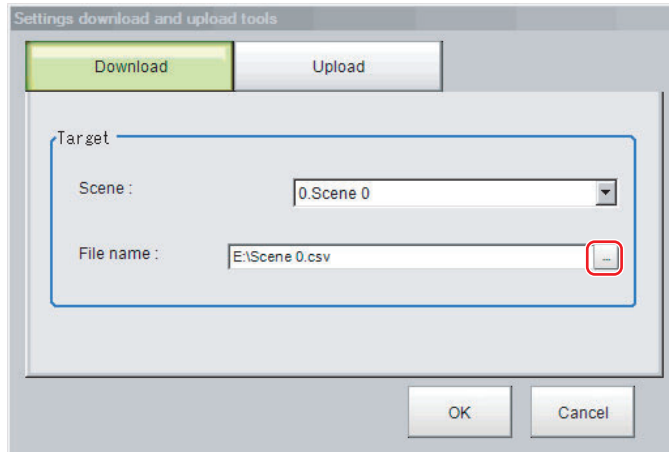 Settings download and upload tools
Download Upload
Target
Scene : 0.Scene 0
File name : E:\Scene 0.csv ...
OK Cancel